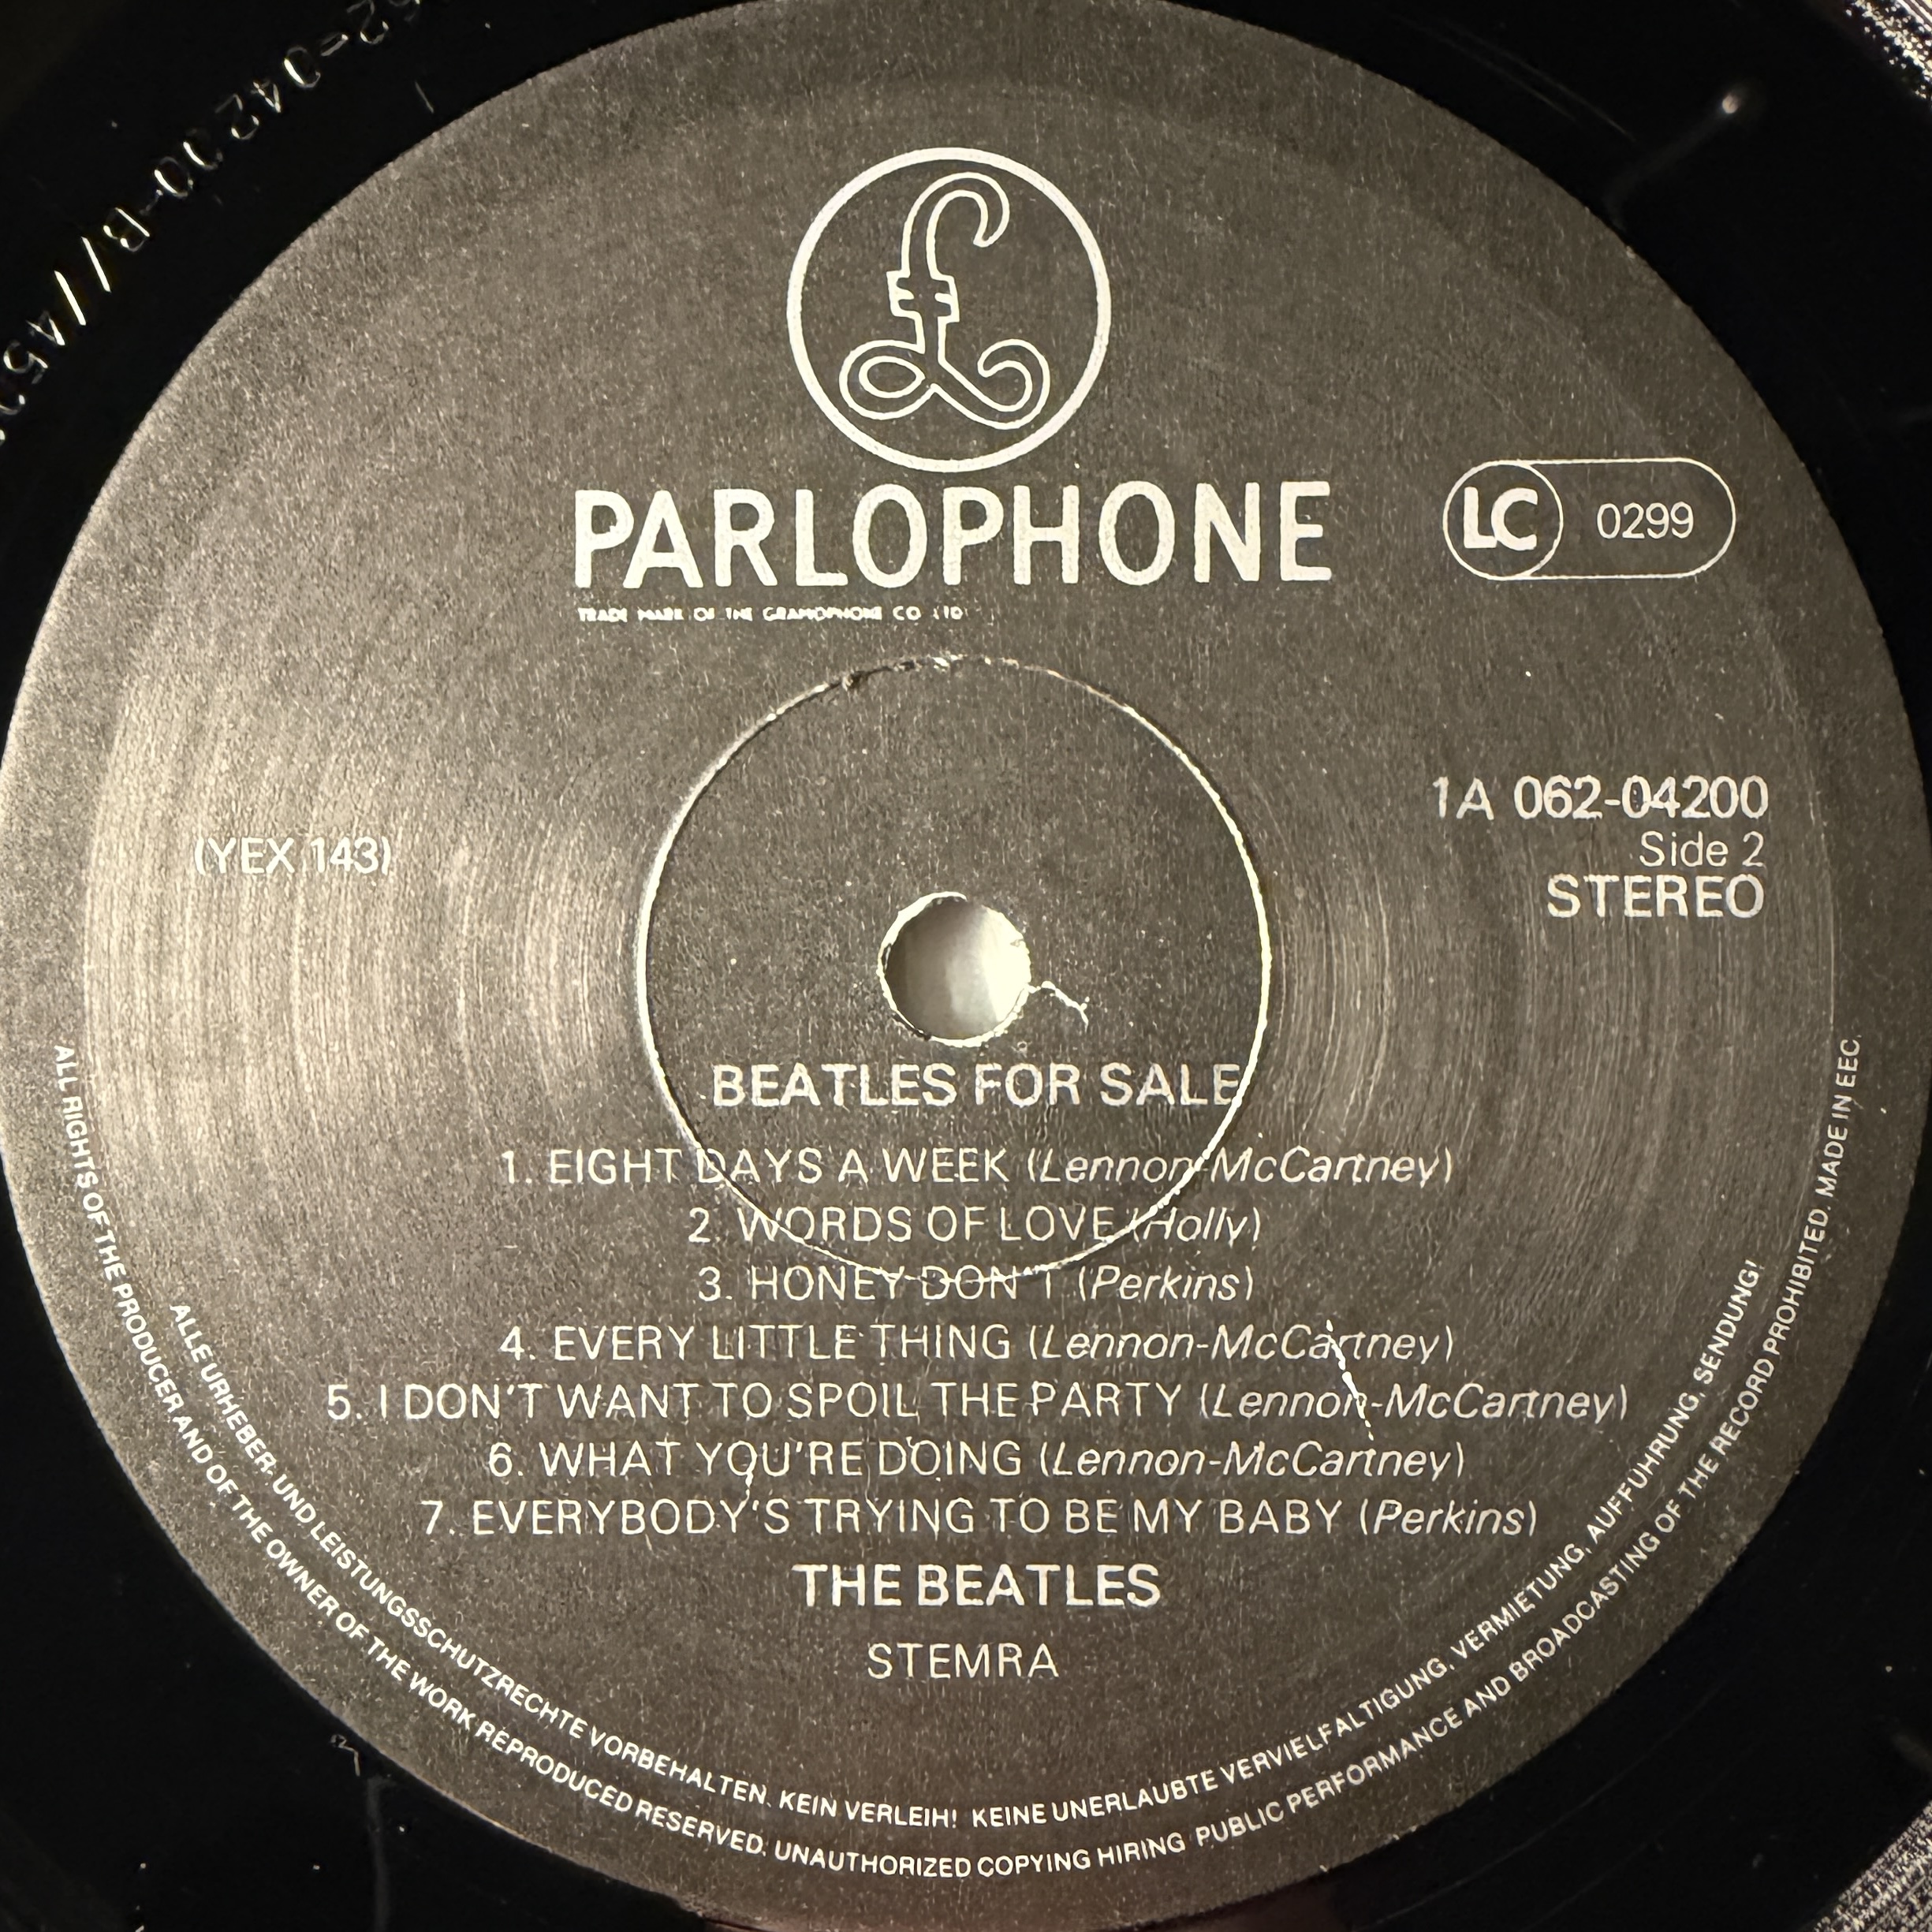 PARLOPHONE
TRADE MARK OF THE GRAMOPHONE CO LTD
LC 0299
1A 062-04200
Side 2
STEREO
(YEX 143)
BEATLES FOR SALE
1. EIGHT DAYS A WEEK (Lennon-McCartney)
2. WORDS OF LOVE (Holly)
3. HONEY DON'T (Perkins)
4. EVERY LITTLE THING (Lennon-McCartney)
5. I DON'T WANT TO SPOIL THE PARTY (Lennon-McCartney)
6. WHAT YOU'RE DOING (Lennon-McCartney)
7. EVERYBODY'S TRYING TO BE MY BABY (Perkins)
THE BEATLES
STEMRA
ALLE URHEBER- UND LEISTUNGSSCHUTZRECHTE VORBEHALTEN. KEIN VERLEIH! KEINE UNERLAUBTE VERVIELFALTIGUNG, VERMIETUNG, AUFFUHRUNG, SENDUNG!
ALL RIGHTS OF THE PRODUCER AND OF THE OWNER OF THE WORK REPRODUCED RESERVED. UNAUTHORIZED COPYING HIRING PUBLIC PERFORMANCE AND BROADCASTING OF THE RECORD PROHIBITED. MADE IN EEC.
2-04200-B//